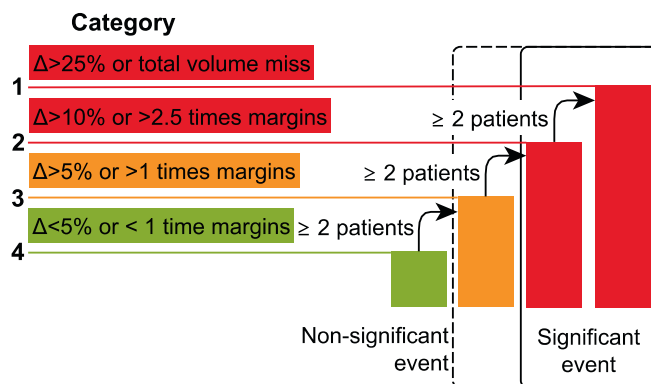 Category
Δ>25% or total volume miss
1
Δ>10% or >2.5 times margins
≥ 2 patients
2
Δ>5% or >1 times margins
≥ 2 patients
3
Δ<5% or < 1 time margins
≥ 2 patients
4
Non-significant
event
Significant
event